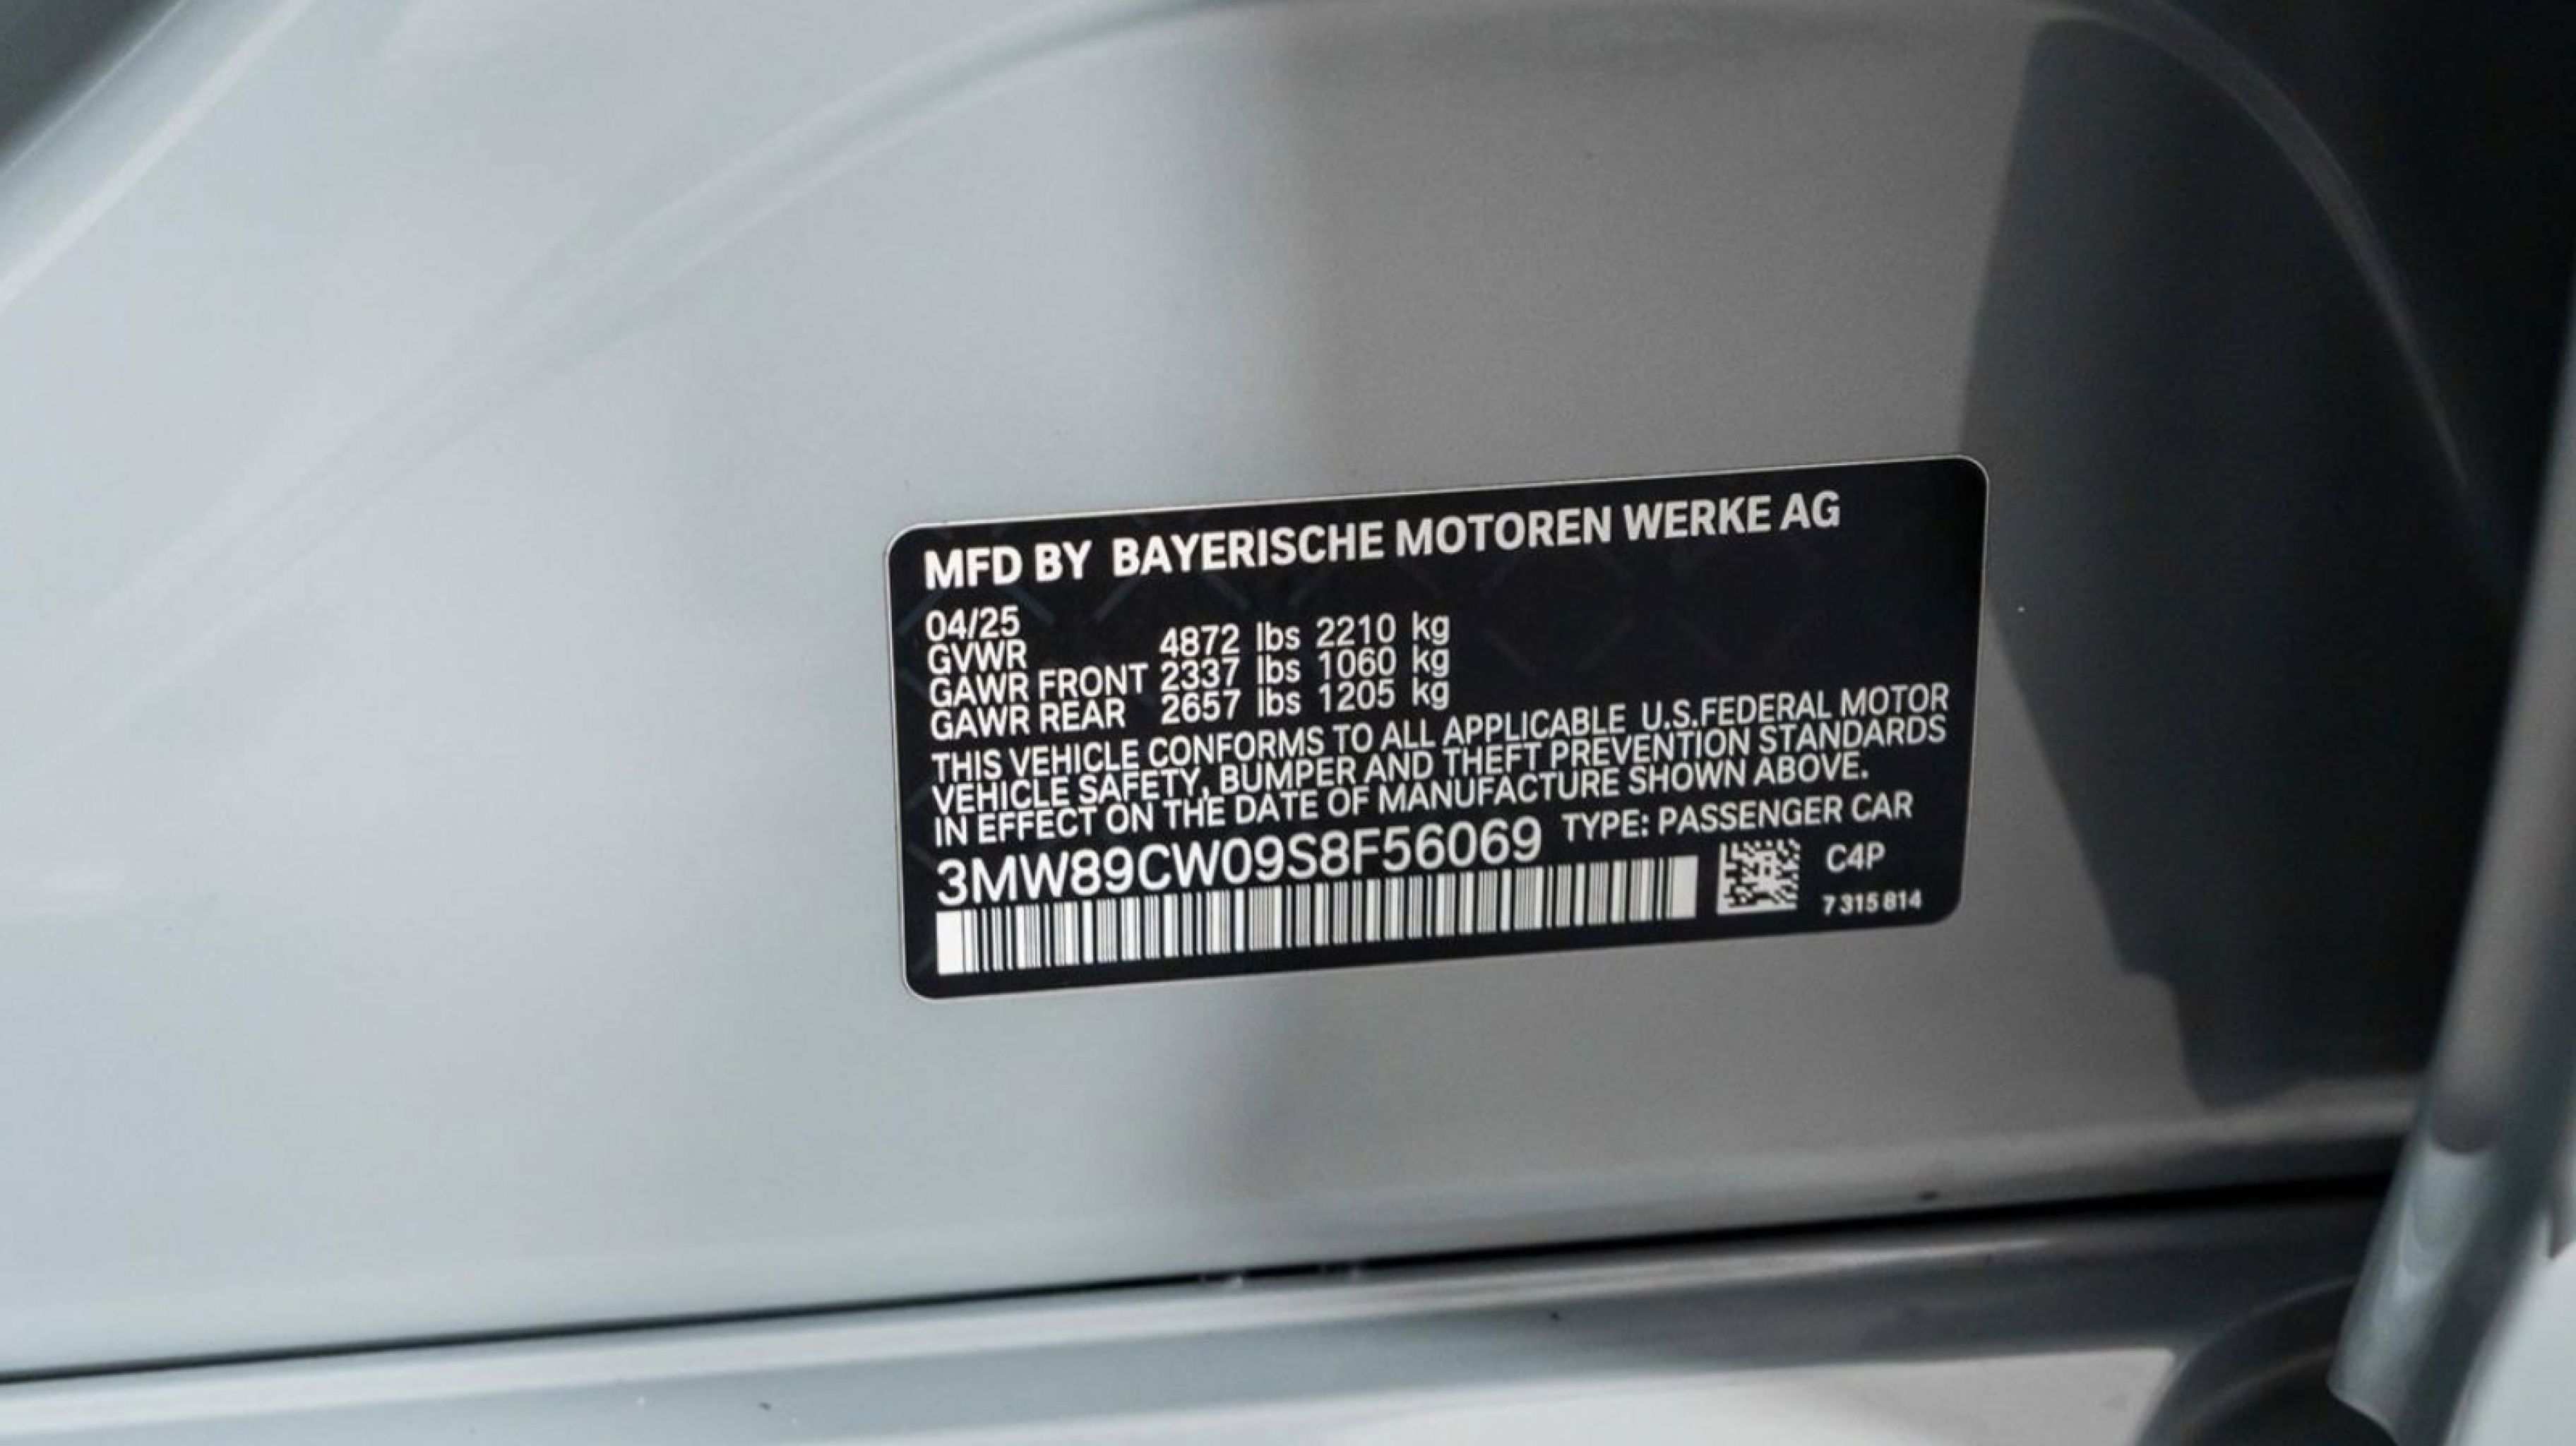 MFD BY BAYERISCHE MOTOREN WERKE AG
04/25
GVWR 4872 lbs 2210 kg
GAWR FRONT 2337 lbs 1060 kg
GAWR REAR 2657 lbs 1205 kg
THIS VEHICLE CONFORMS TO ALL APPLICABLE U.S.FEDERAL MOTOR
VEHICLE SAFETY, BUMPER AND THEFT PREVENTION STANDARDS
IN EFFECT ON THE DATE OF MANUFACTURE SHOWN ABOVE.
3MW89CW09S8F56069 TYPE: PASSENGER CAR
C4P
7 315 814